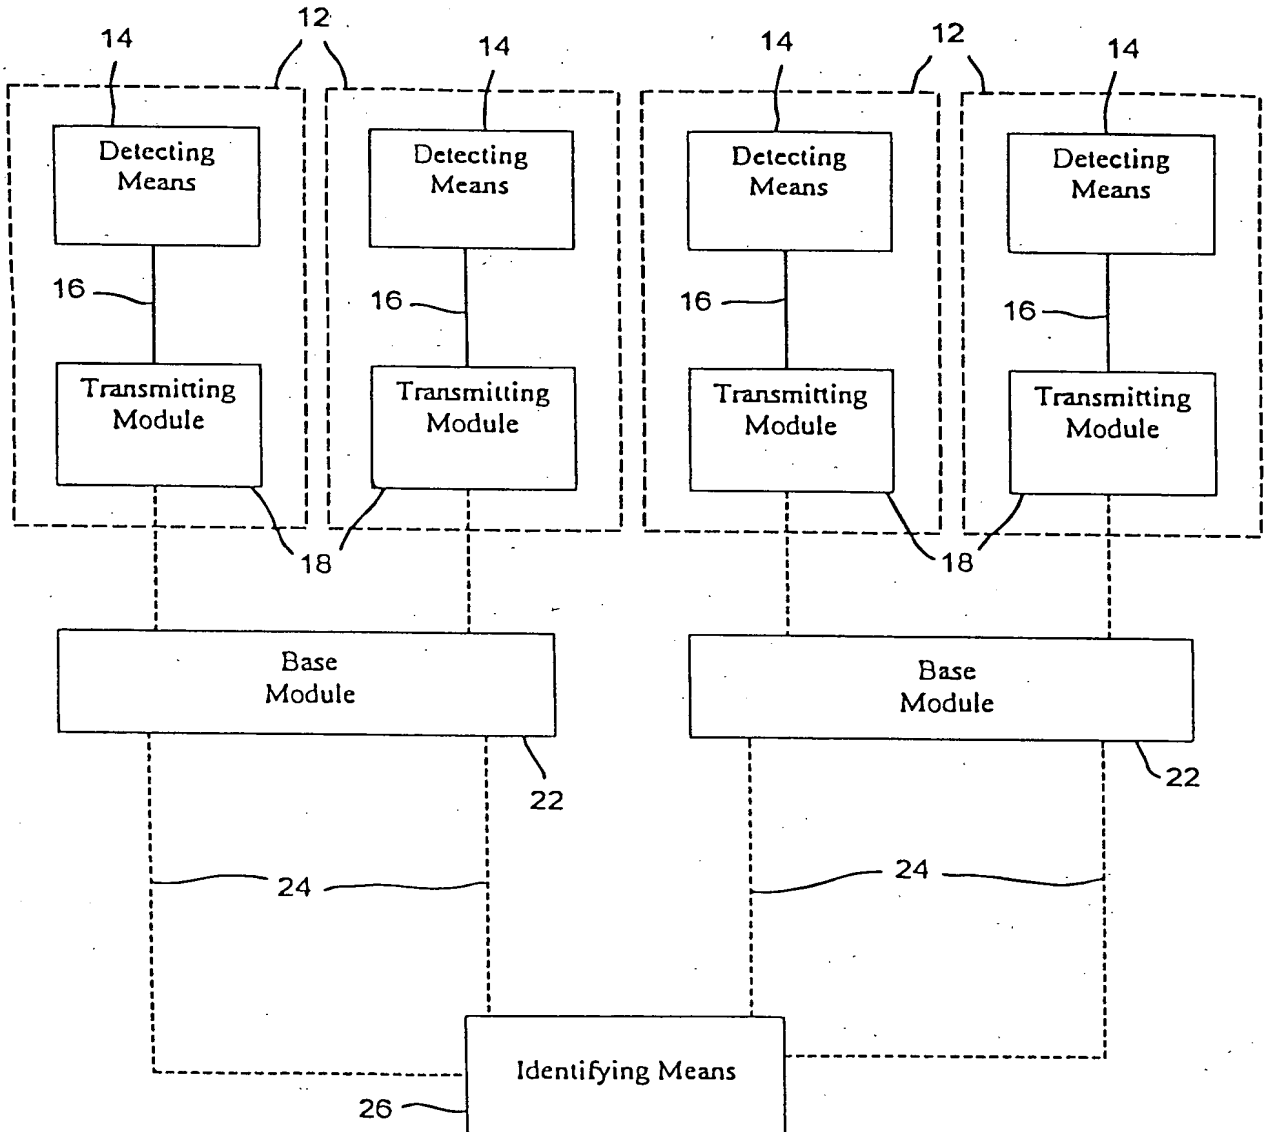 12
12
14
14
14
14
Detecting
Means
Detecting
Means
Detecting
Means
Detecting
Means
16
16
16
16
Transmitting
Module
Transmitting
Module
Transmitting
Module
Transmitting
Module
18
18
Base
Module
Base
Module
22
22
24
24
Identifying Means
26